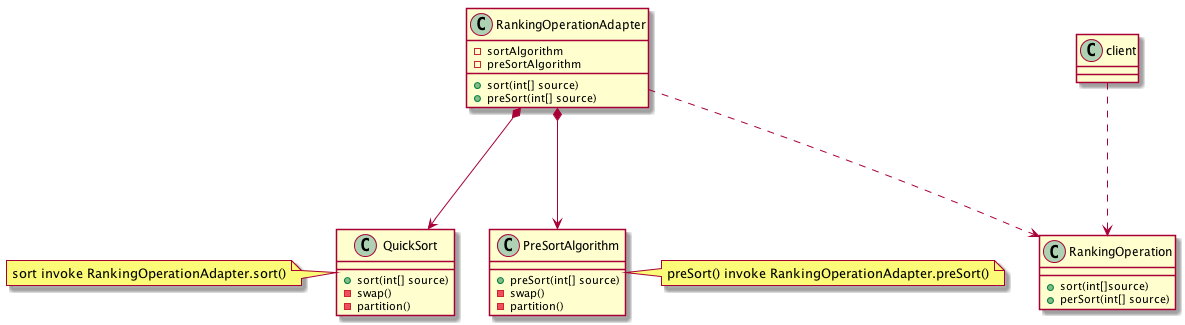 C RankingOperationAdapter
sortAlgorithm
preSortAlgorithm
sort(int[] source)
preSort(int[] source)
C client
C QuickSort
sort(int[] source)
swap()
partition()
sort invoke RankingOperationAdapter.sort()
C PreSortAlgorithm
preSort(int[] source)
swap()
partition()
preSort() invoke RankingOperationAdapter.preSort()
C RankingOperation
sort(int[]source)
perSort(int[] source)